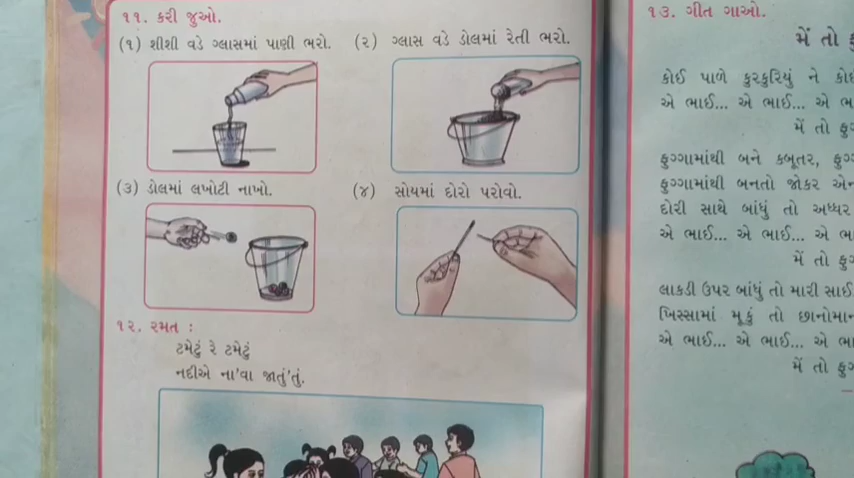 ૧૧. કરી જુઓ.
(૧) શીશી વડે ગ્લાસમાં પાણી ભરો.
(૨) ગ્લાસ વડે ડોલમાં રેતી ભરો.
(૩) ડોલમાં લખોટી નાખો.
(૪) સોયમાં દોરો પરોવો.
૧૨. રમત :
ટમેટું રે ટમેટું
નદીએ ના'વા જાતું'તું.
૧૩. ગીત ગાઓ.
મેં તો
કોઈ પાળે કુરકુરિયું ને
એ ભાઈ... એ ભાઈ... એ
મેં તો
ફુગ્ગામાંથી બને કબૂતર,
ફુગ્ગામાંથી બનતો જોકર
દોરી સાથે બાંધું તો અધ્ધર
એ ભાઈ... એ ભાઈ... એ
મેં તો
લાકડી ઉપર બાંધું તો મારી
ખિસ્સામાં મૂકું તો
એ ભાઈ... એ ભાઈ... એ
મેં તો